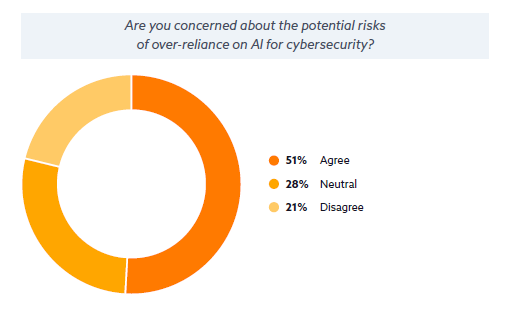 Are you concerned about the potential risks
of over-reliance on AI for cybersecurity?
51% Agree
28% Neutral
21% Disagree